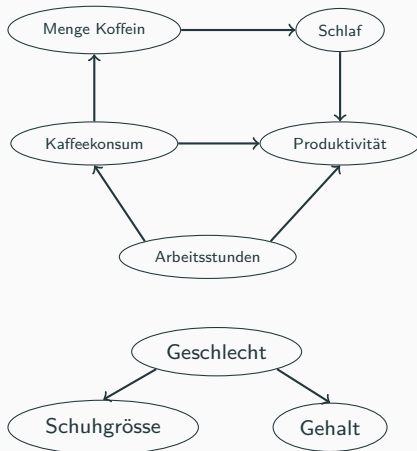 Menge Koffein
Schlaf
Kaffeekonsum
Produktivität
Arbeitsstunden
Geschlecht
Schuhgrösse
Gehalt